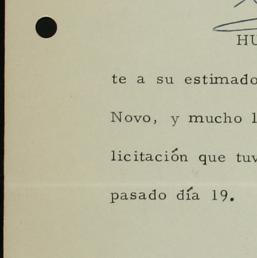 HU
te a su estimado
Novo, y mucho l
licitación que tuv
pasado día 19.